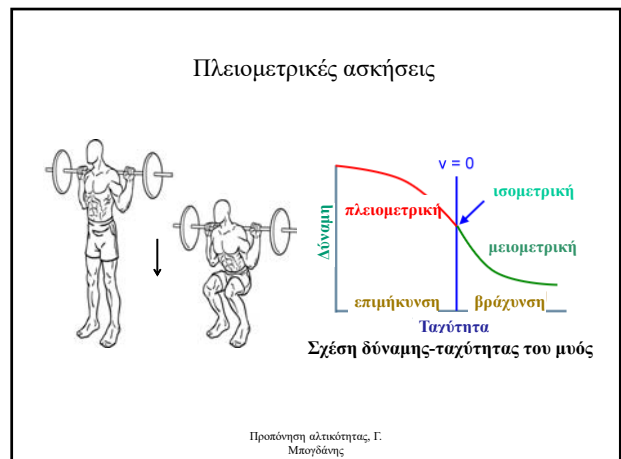 Πλειομετρικές ασκήσεις
v = 0
ισομετρική
πλειομετρική
μειομετρική
Δύναμη
επιμήκυνση
βράχυνση
Ταχύτητα
Σχέση δύναμης-ταχύτητας του μυός
Προπόνηση αλτικότητας, Γ.
Μπογδάνης